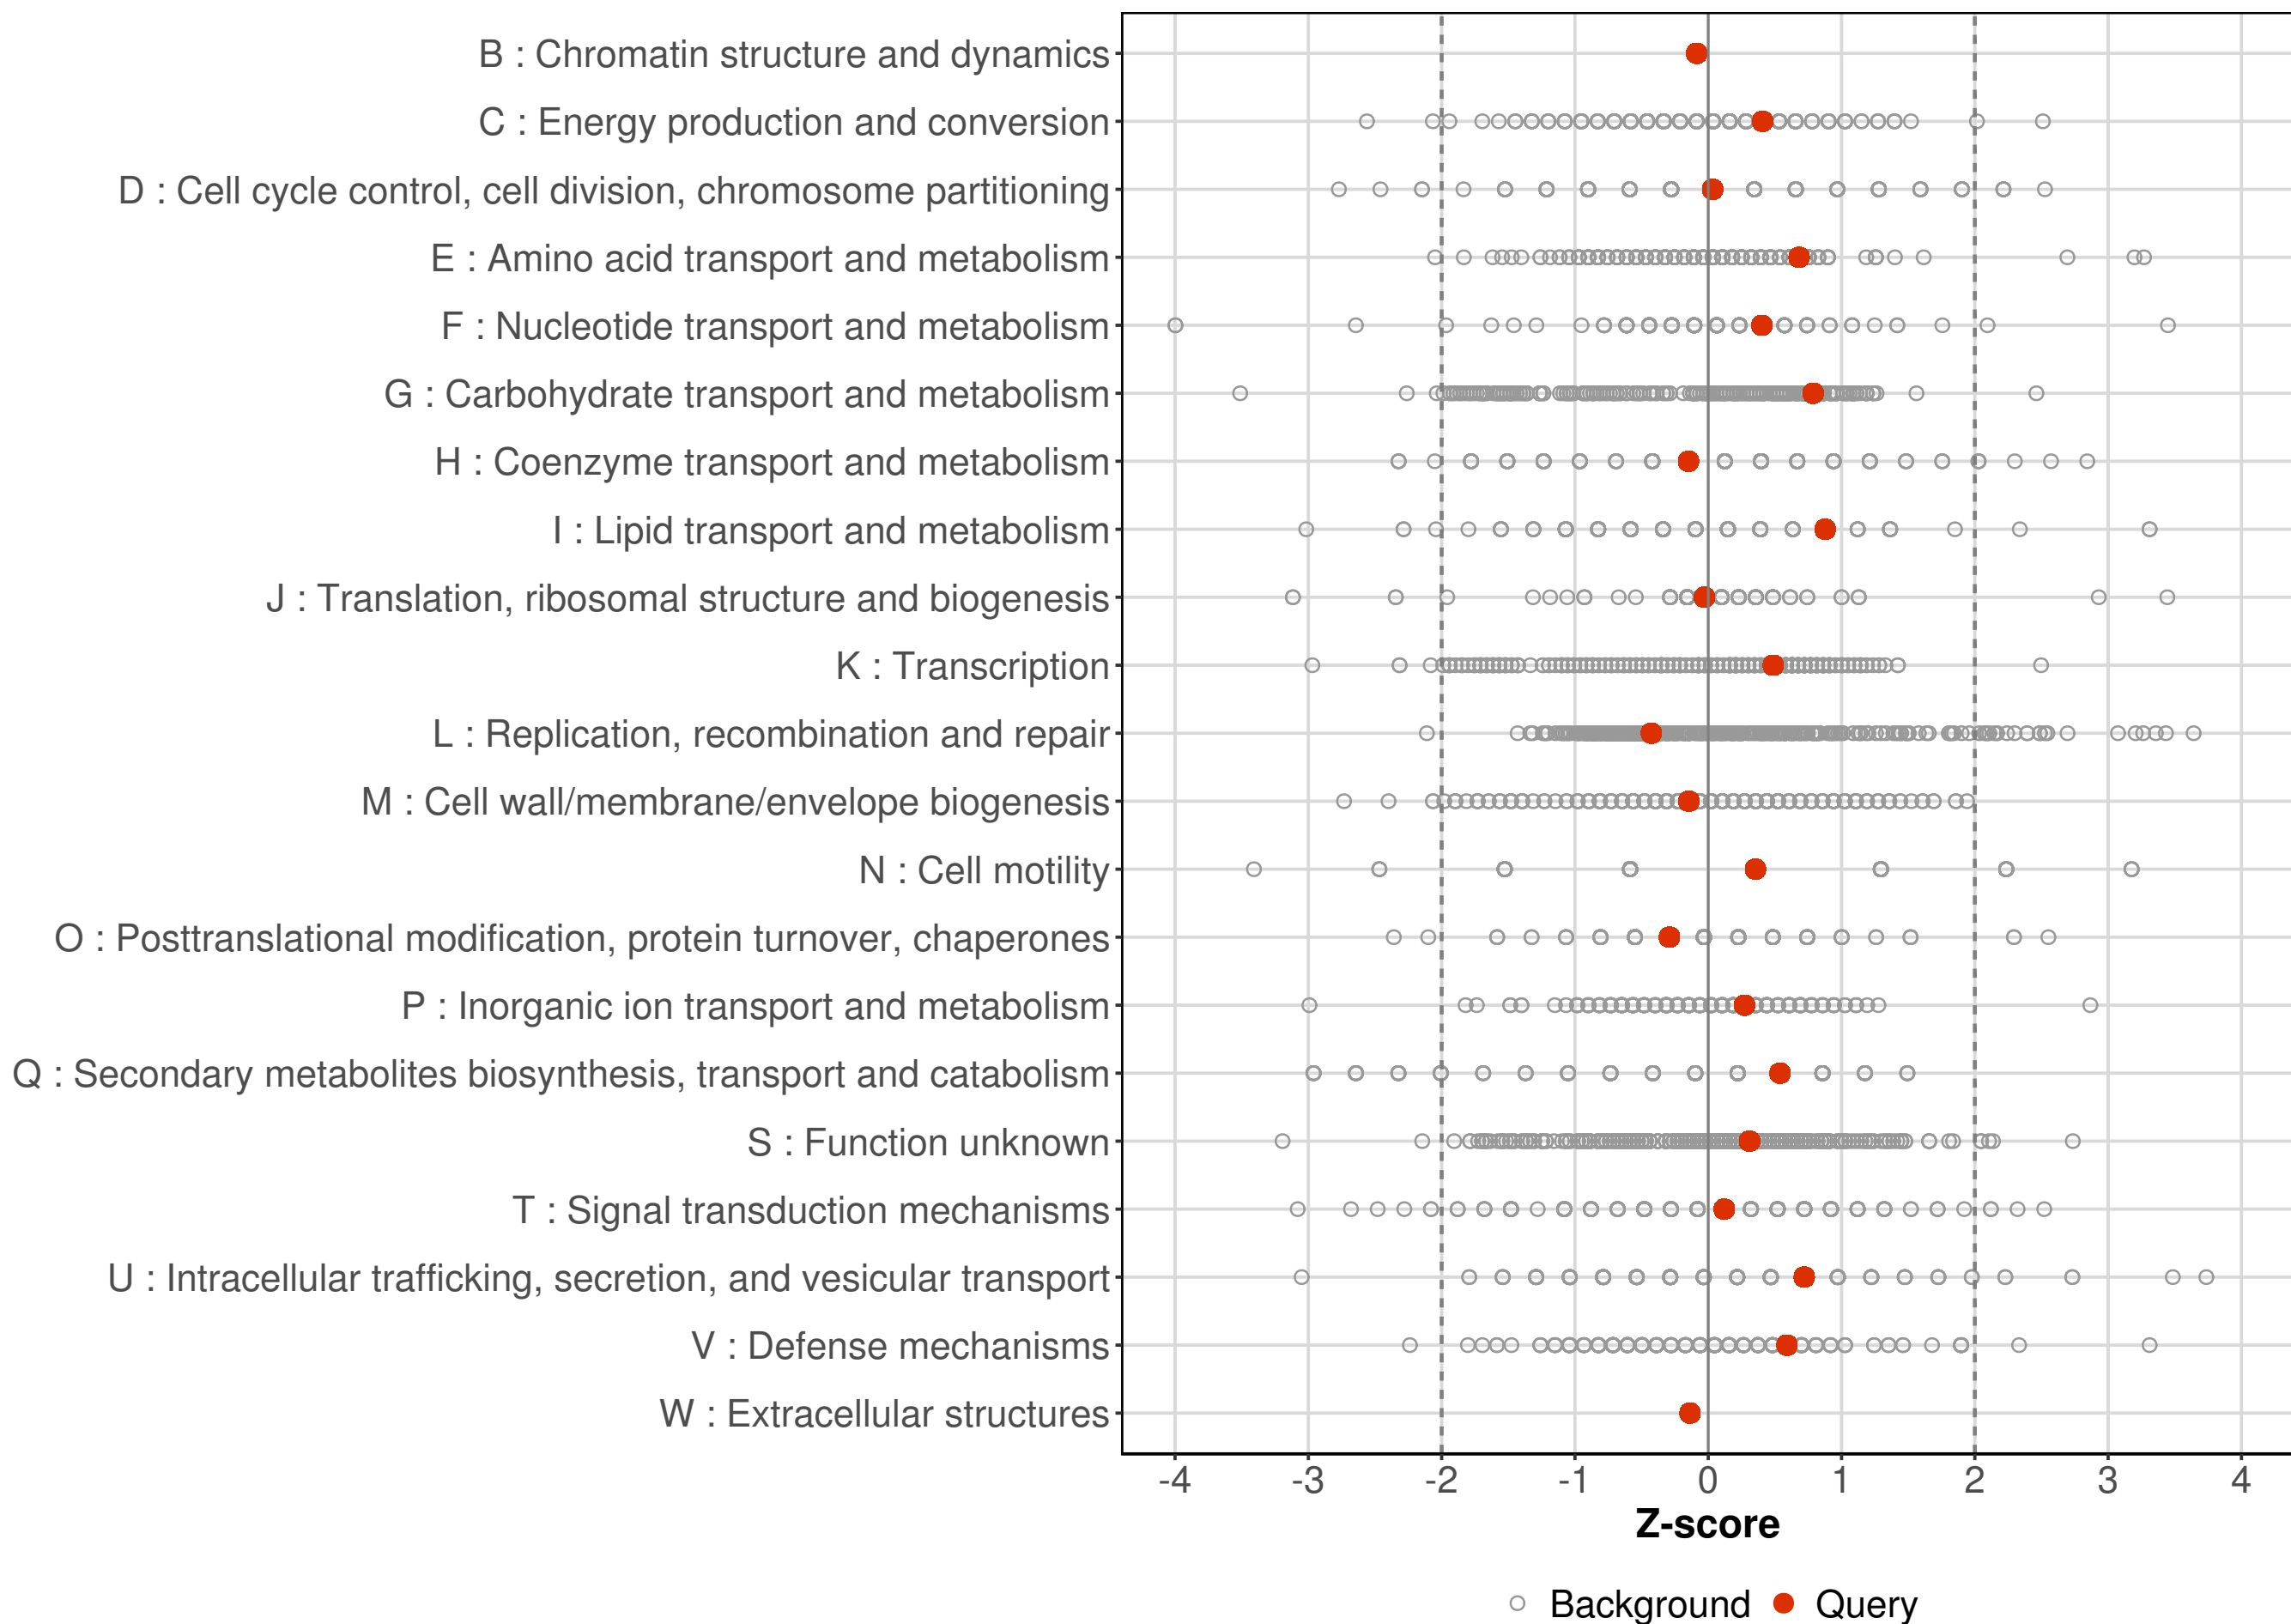 B : Chromatin structure and dynamics
C : Energy production and conversion
D : Cell cycle control, cell division, chromosome partitioning
E : Amino acid transport and metabolism
F : Nucleotide transport and metabolism
G : Carbohydrate transport and metabolism
H : Coenzyme transport and metabolism
I : Lipid transport and metabolism
J : Translation, ribosomal structure and biogenesis
K : Transcription
L : Replication, recombination and repair
M : Cell wall/membrane/envelope biogenesis
N : Cell motility
O : Posttranslational modification, protein turnover, chaperones
P : Inorganic ion transport and metabolism
Q : Secondary metabolites biosynthesis, transport and catabolism
S : Function unknown
T : Signal transduction mechanisms
U : Intracellular trafficking, secretion, and vesicular transport
V : Defense mechanisms
W : Extracellular structures
-4 -3 -2 -1 0 1 2 3 4
Z-score
Background Query